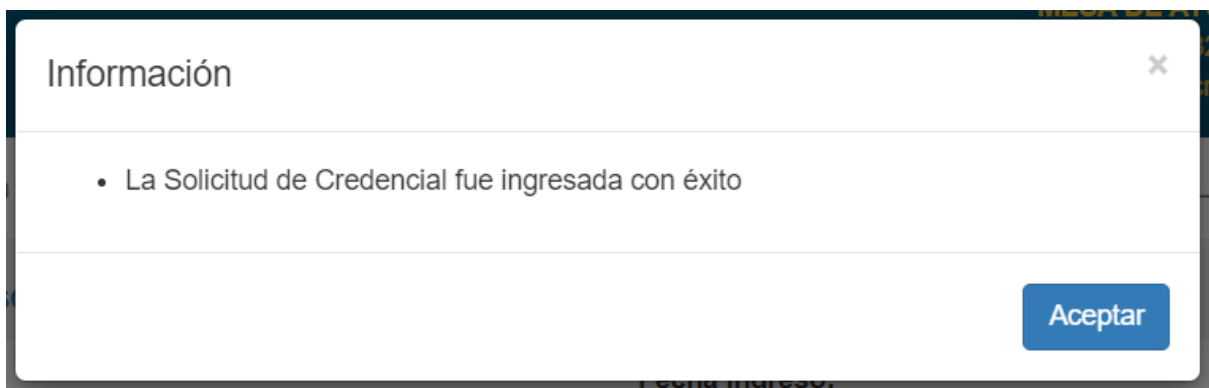 Información
×
• La Solicitud de Credencial fue ingresada con éxito
Aceptar